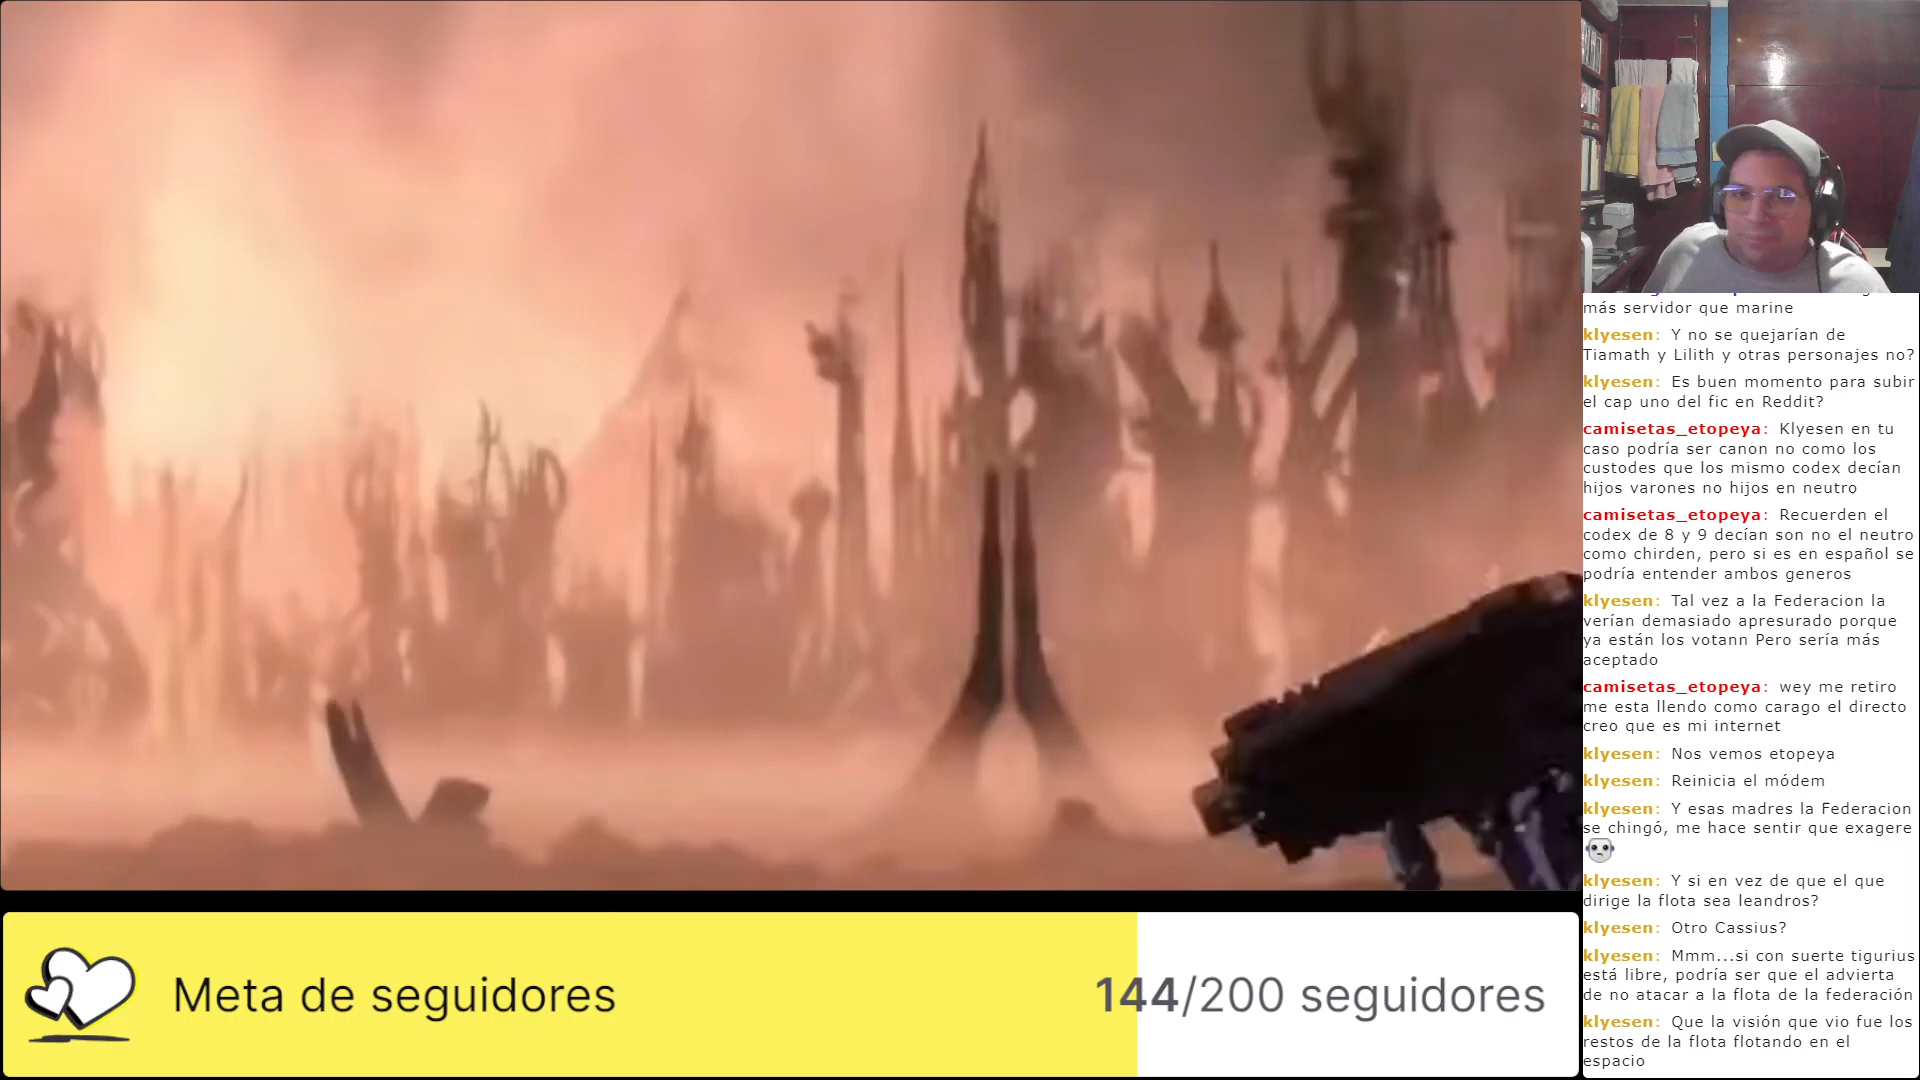 más servidor que marine
klyesen: Y no se quejarían de
Tiamath y Lilith y otras personajes no?
klyesen: Es buen momento para subir
el cap uno del fic en Reddit?
camisetas_etopeya: Klyesen en tu
caso podría ser canon no como los
custodes que los mismo codex decían
hijos varones no hijos en neutro
camisetas_etopeya: Recuerden el
codex de 8 y 9 decían son no el neutro
como chirden, pero si es en español se
podría entender ambos generos
klyesen: Tal vez a la Federacion la
verían demasiado apresurado porque
ya están los votann Pero sería más
aceptado
camisetas_etopeya: wey me retiro
me esta llendo como carago el directo
creo que es mi internet
klyesen: Nos vemos etopeya
klyesen: Reinicia el módem
klyesen: Y esas madres la Federacion
se chingó, me hace sentir que exagere
klyesen: Y si en vez de que el que
dirige la flota sea leandros?
klyesen: Otro Cassius?
klyesen: Mmm...si con suerte tigurius
está libre, podría ser que el advierta
de no atacar a la flota de la federación
klyesen: Que la visión que vio fue los
restos de la flota flotando en el
espacio
Meta de seguidores
144/200 seguidores